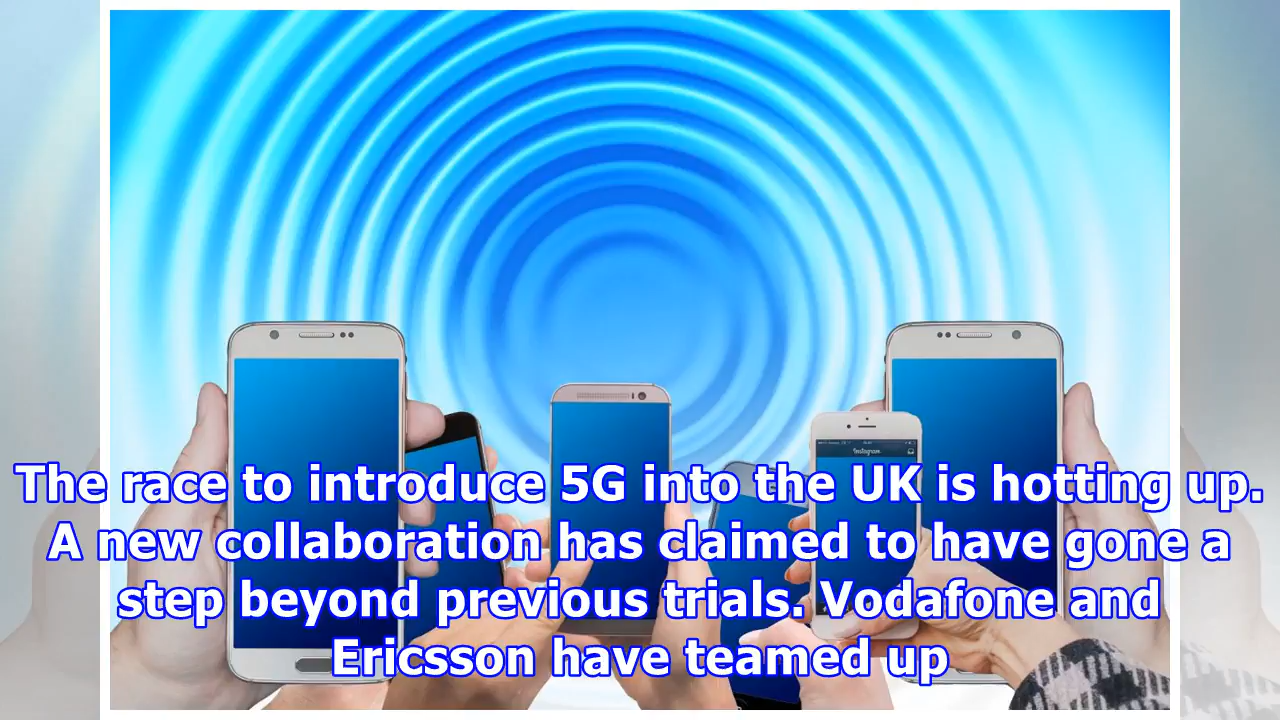 Instagram
The race to introduce 5G into the UK is hotting up.
A new collaboration has claimed to have gone a
step beyond previous trials. Vodafone and
Ericsson have teamed up